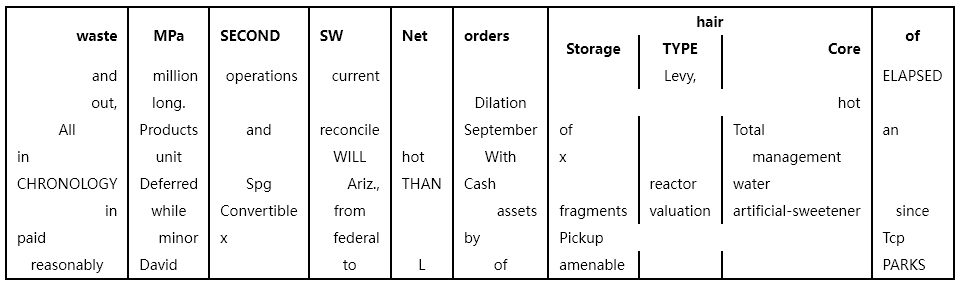 hair
waste MPa SECOND SW Net orders Storage TYPE Core of
and million operations current Levy, ELAPSED
out, long. Dilation hot
All Products and reconcile September of Total an
in unit WILL hot With x management
CHRONOLOGY Deferred Spg Ariz., THAN Cash reactor water
in while Convertible from assets fragments valuation artificial-sweetener since
paid minor x federal by Pickup Tcp
reasonably David to L of amenable PARKS